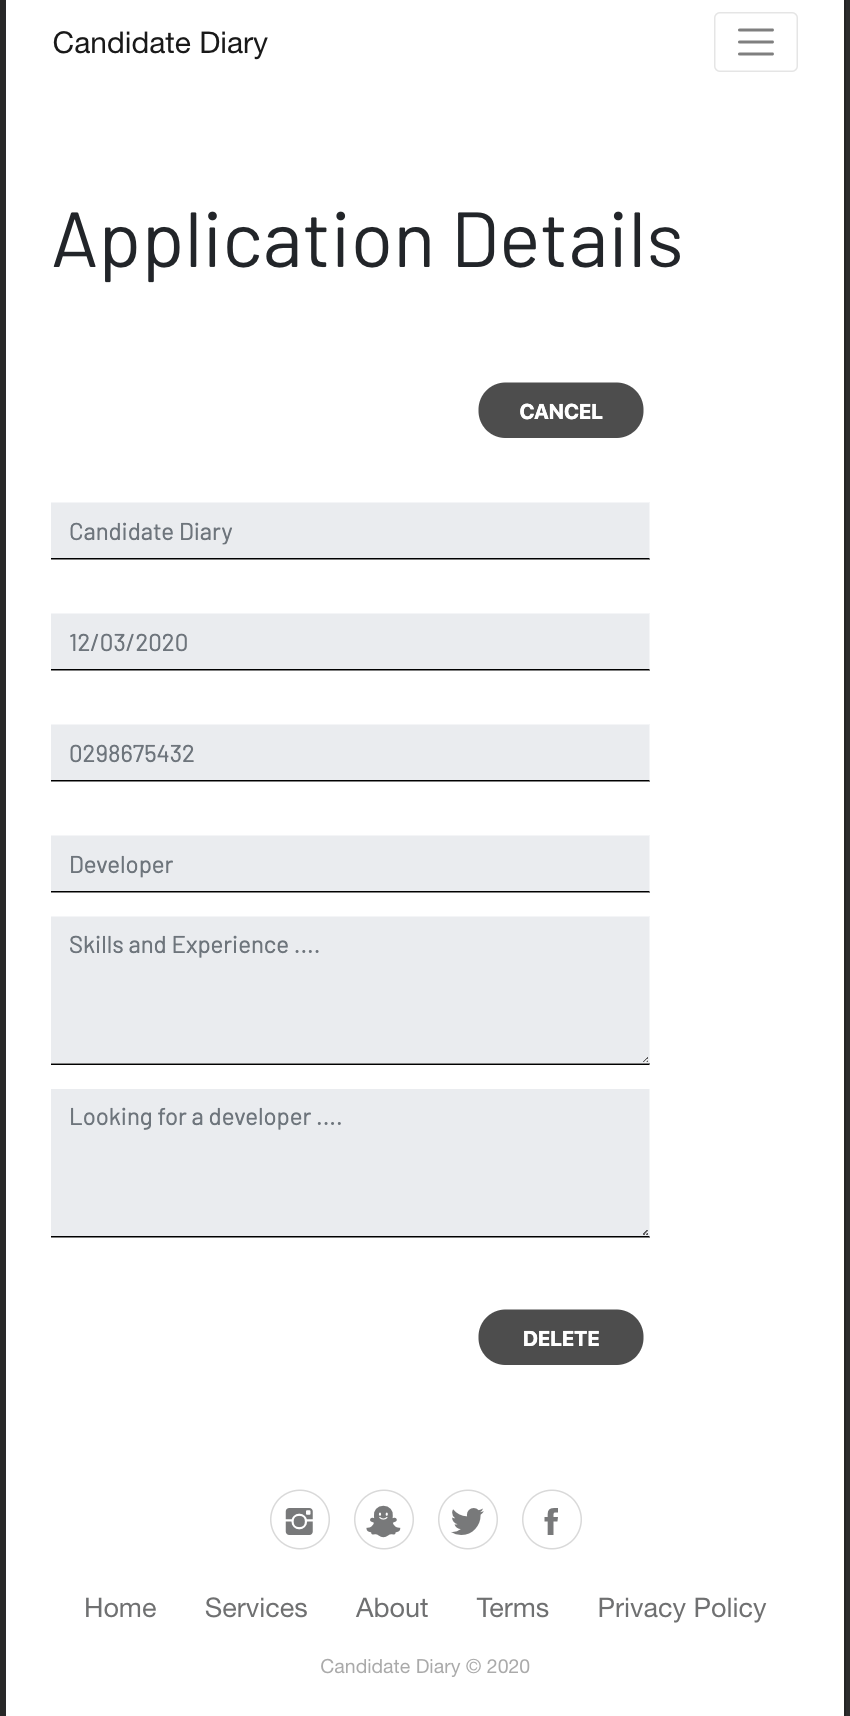 Candidate Diary
Application Details
CANCEL
Candidate Diary
12/03/2020
0298675432
Developer
Skills and Experience ....
Looking for a developer ....
DELETE
Home Services About Terms Privacy Policy
Candidate Diary © 2020